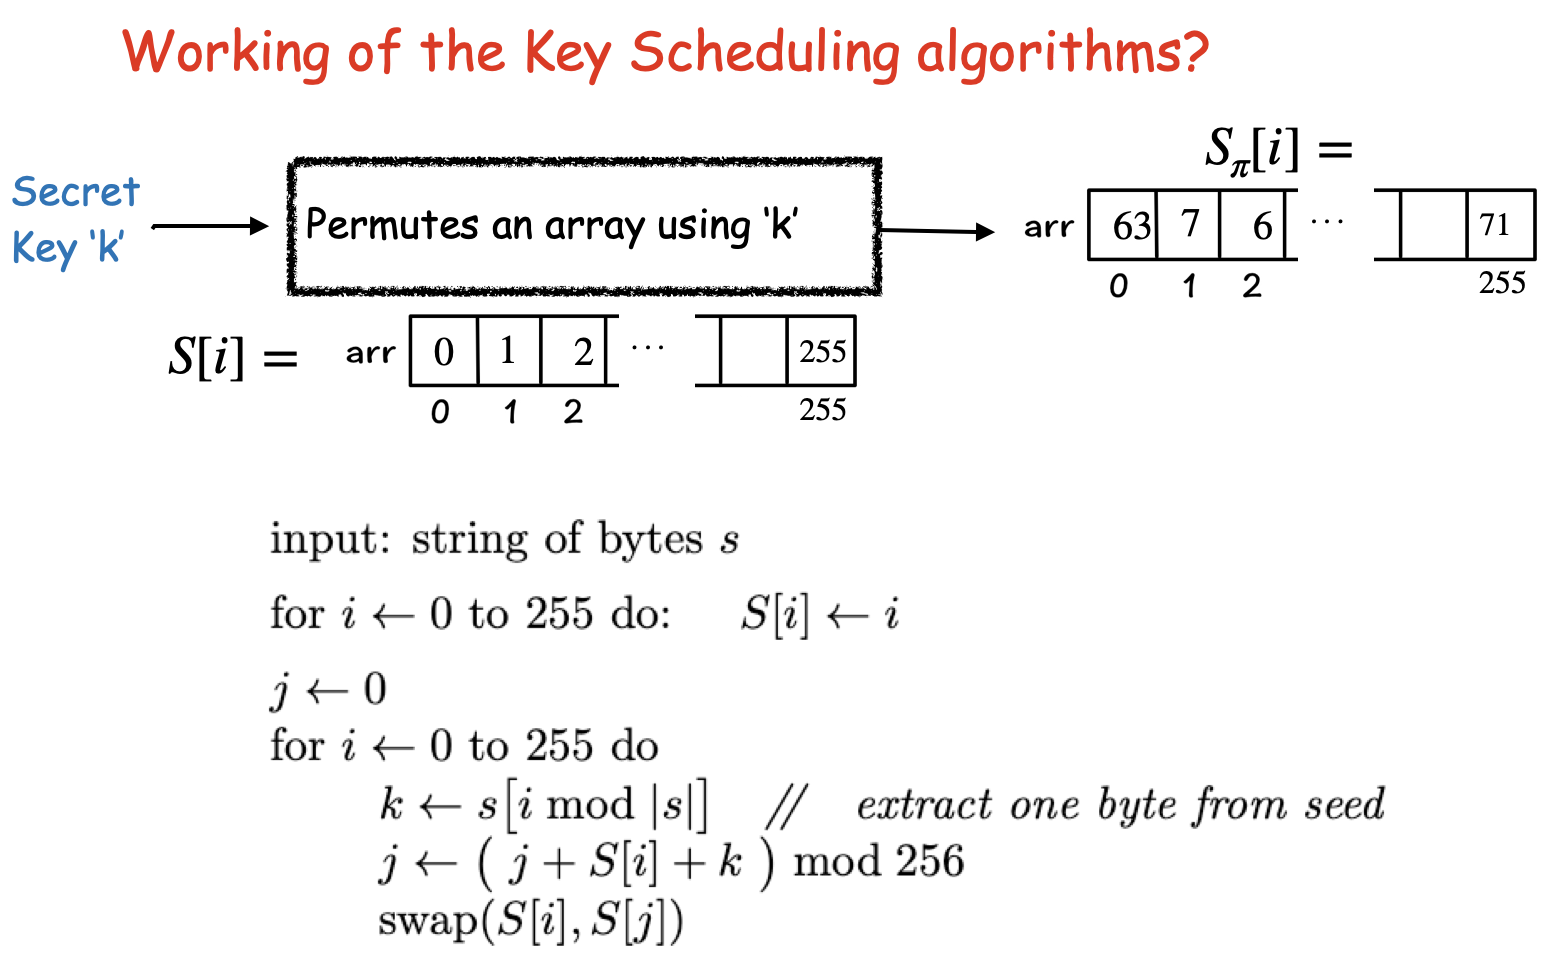 Working of the Key Scheduling algorithms?
Secret
Key ‘k’
Permutes an array using ‘k’
S_π[i] =
arr 63 7 6 ... 71
0 1 2 255
S[i] = arr 0 1 2 ... 255
0 1 2 255
input: string of bytes s
for i ← 0 to 255 do: S[i] ← i
j ← 0
for i ← 0 to 255 do
k ← s[i mod |s|] // extract one byte from seed
j ← ( j + S[i] + k ) mod 256
swap(S[i], S[j])